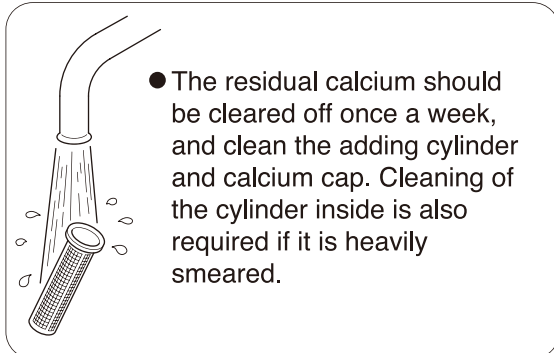 ● The residual calcium should
be cleared off once a week,
and clean the adding cylinder
and calcium cap. Cleaning of
the cylinder inside is also
required if it is heavily
smeared.